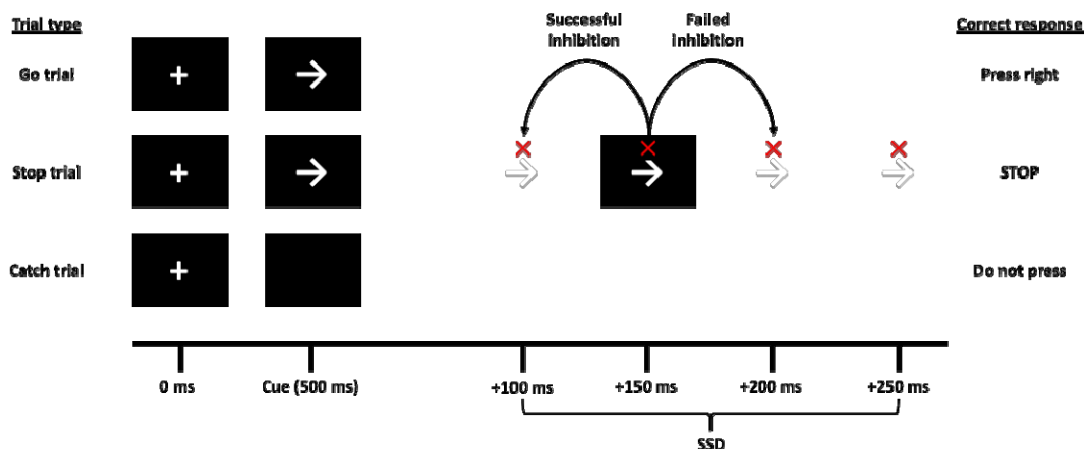 Trial type
Successful
inhibition
Failed
inhibition
Correct response
Go trial
Press right
Stop trial
STOP
Catch trial
Do not press
0 ms
Cue (500 ms)
+100 ms
+150 ms
+200 ms
+250 ms
SSD